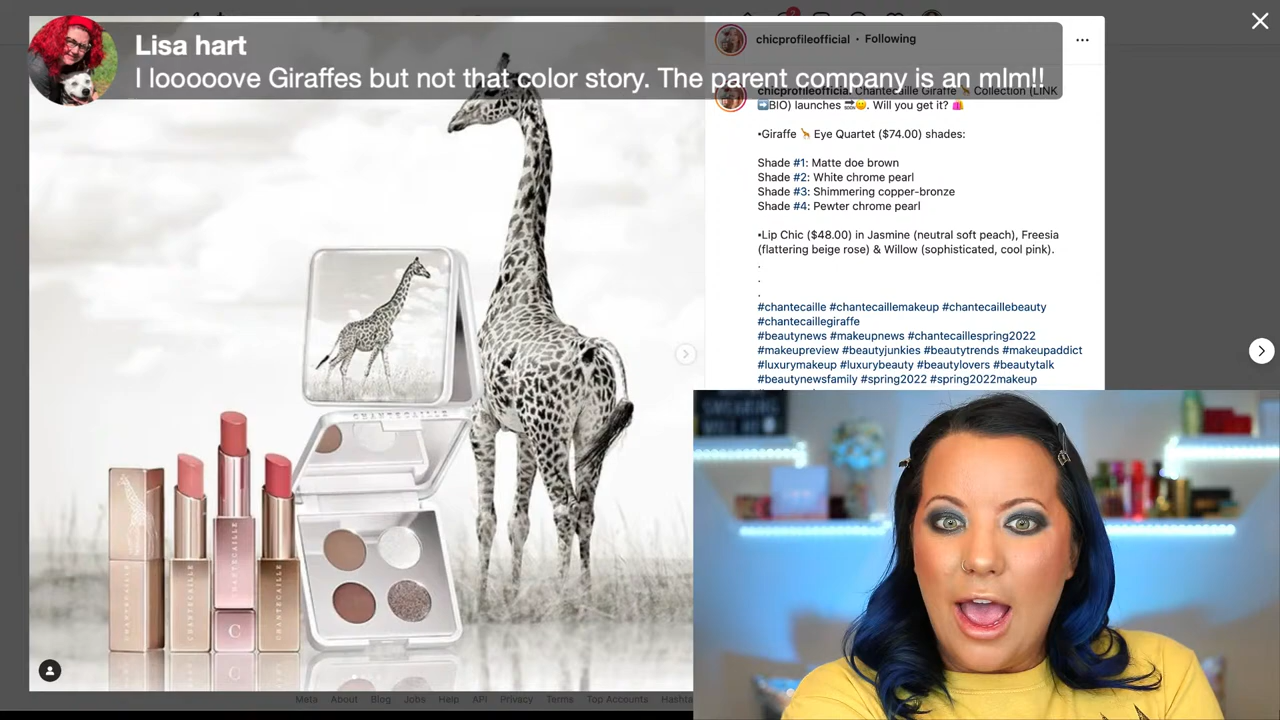 Lisa hart
I looooove Giraffes but not that color story. The parent company is an mlm!!
chicprofileofficial • Following
chicprofileofficial. Chantecaille Giraffe 🦒 Collection (LINK
➡️BIO) launches 🔜🙂. Will you get it? 🛍️
•Giraffe 🦒 Eye Quartet ($74.00) shades:
Shade #1: Matte doe brown
Shade #2: White chrome pearl
Shade #3: Shimmering copper-bronze
Shade #4: Pewter chrome pearl
•Lip Chic ($48.00) in Jasmine (neutral soft peach), Freesia
(flattering beige rose) & Willow (sophisticated, cool pink).
.
.
.
#chantecaille #chantecaillemakeup #chantecaillebeauty
#chantecaillegiraffe
#beautynews #makeupnews #chantecaillespring2022
#makeupreview #beautyjunkies #beautytrends #makeupaddict
#luxurymakeup #luxurybeauty #beautylovers #beautytalk
#beautynewsfamily #spring2022 #spring2022makeup
CHANTECAILLE
CHANTECAILLE
CHANTECAILLE
CHANTECAILLE
CHANTECAILLE
C
Meta About Blog Jobs Help API Privacy Terms Top Accounts Hashta